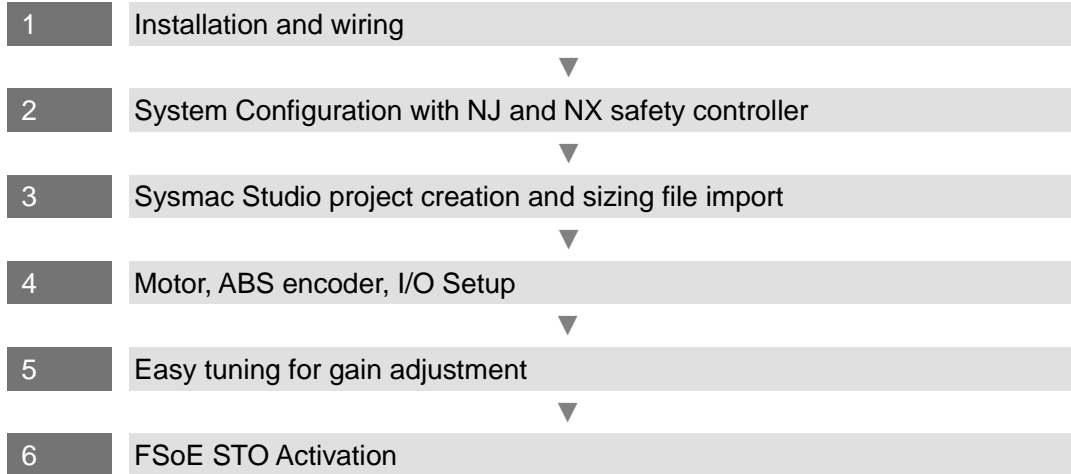 1 Installation and wiring
2 System Configuration with NJ and NX safety controller
3 Sysmac Studio project creation and sizing file import
4 Motor, ABS encoder, I/O Setup
5 Easy tuning for gain adjustment
6 FSoE STO Activation